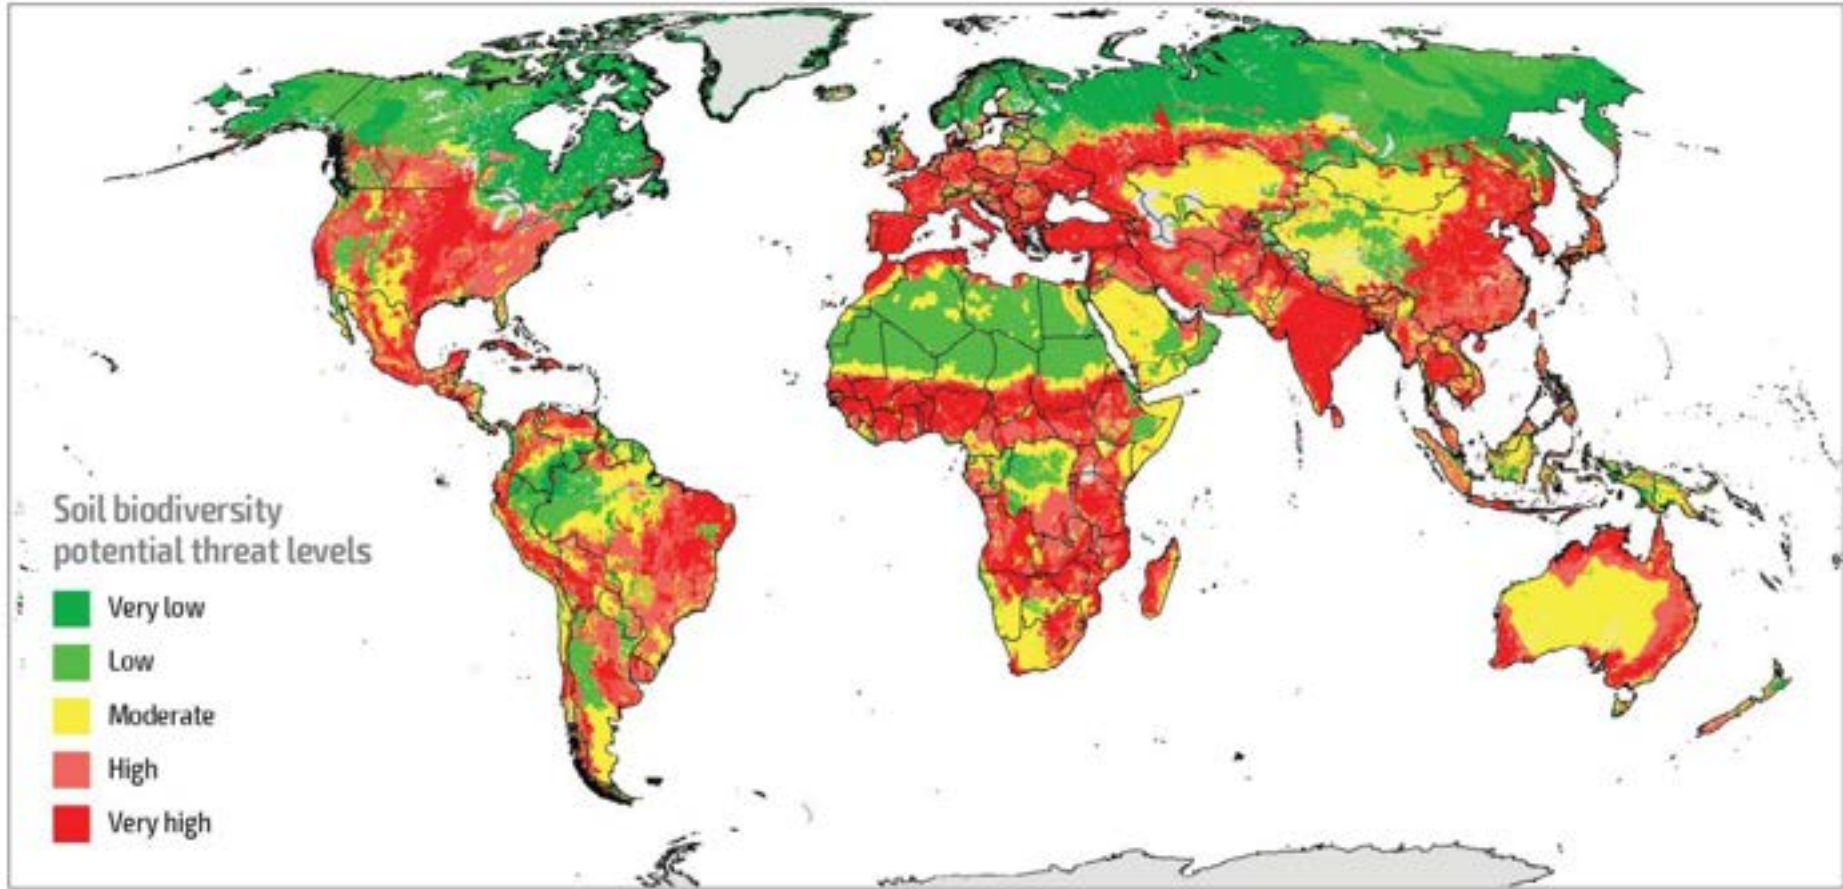 Soil biodiversity
potential threat levels
Very low
Low
Moderate
High
Very high